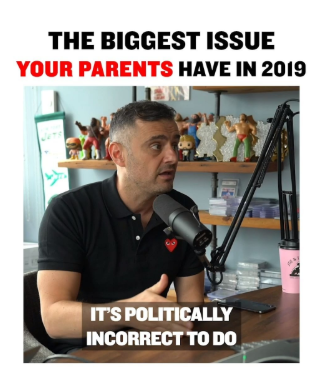 THE BIGGEST ISSUE
YOUR PARENTS HAVE IN 2019
IT'S POLITICALLY
INCORRECT TO DO